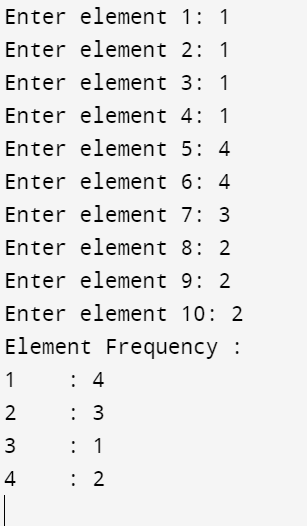 Enter element 1: 1
Enter element 2: 1
Enter element 3: 1
Enter element 4: 1
Enter element 5: 4
Enter element 6: 4
Enter element 7: 3
Enter element 8: 2
Enter element 9: 2
Enter element 10: 2
Element Frequency :
1    : 4
2    : 3
3    : 1
4    : 2